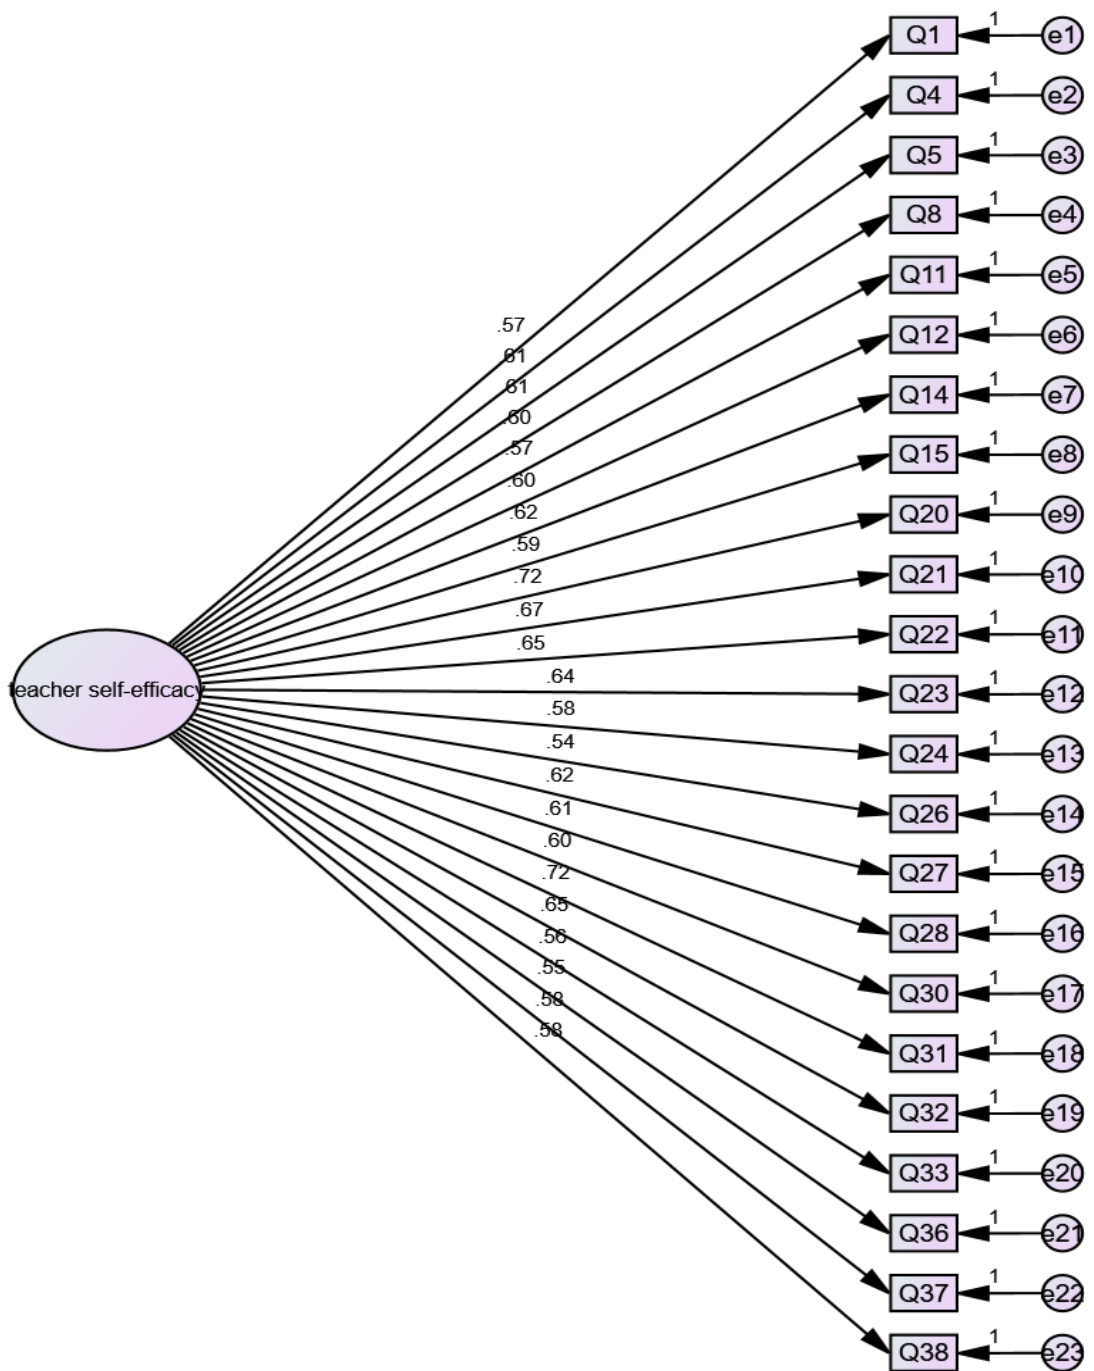 1
Q1
e1
1
Q4
e2
1
Q5
e3
1
Q8
e4
1
Q11
e5
.57
1
Q12
e6
.61
.61
1
Q14
e7
.60
.57
1
Q15
e8
.60
.62
1
Q20
e9
.59
.72
1
Q21
e10
.67
1
Q22
e11
.65
.64
teacher self-efficacy
1
Q23
e12
.58
.54
1
Q24
e13
.62
1
Q26
e14
.61
.60
1
Q27
e15
.72
.65
1
Q28
e16
.56
.55
1
Q30
e17
.58
.58
1
Q31
e18
1
Q32
e19
1
Q33
e20
1
Q36
e21
1
Q37
e22
1
Q38
e23